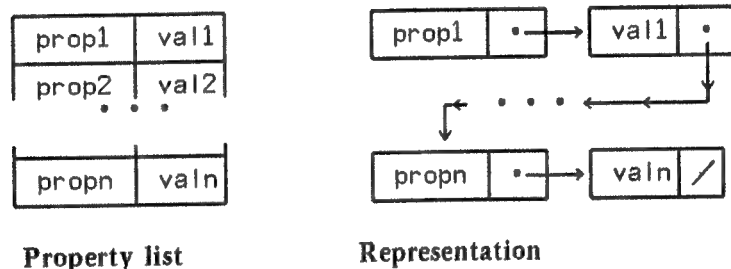 prop1 val1
prop2 val2
• • •
propn valn
Property list
prop1 • val1 •
• • •
propn • valn /
Representation